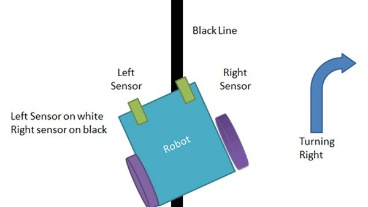 Black Line
Left
Sensor
Right
Sensor
Left Sensor on white
Right sensor on black
Robot
Turning
Right